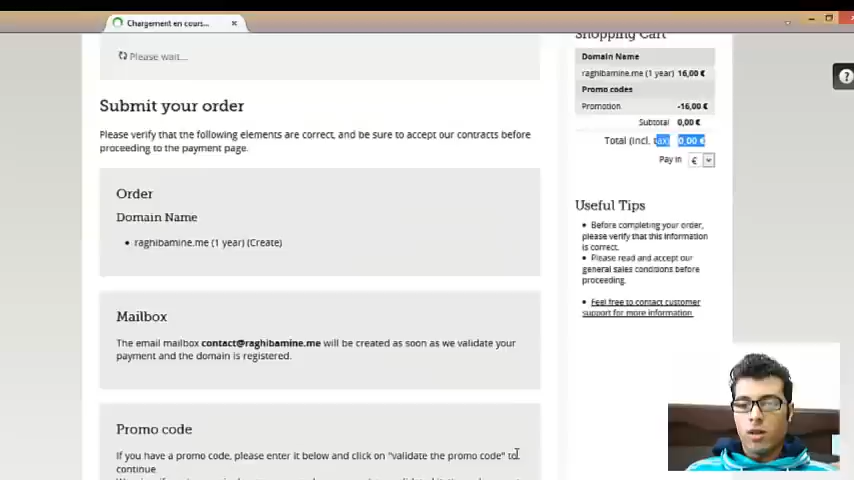 Chargement en cours...
Shopping Cart
Please wait...
Domain Name
raghibamine.me (1 year) 16,00 €
Promo codes
Promotion -16,00 €
Subtotal 0,00 €
Total (incl. tax) 0,00 €
Pay in €
Submit your order
Please verify that the following elements are correct, and be sure to accept our contracts before
proceeding to the payment page.
Order
Domain Name
raghibamine.me (1 year) (Create)
Useful Tips
Before completing your order,
please verify that this information
is correct.
Please read and accept our
general sales conditions before
proceeding.
Feel free to contact customer
support for more information.
Mailbox
The email mailbox contact@raghibamine.me will be created as soon as we validate your
payment and the domain is registered.
Promo code
If you have a promo code, please enter it below and click on "validate the promo code" to
continue.
?